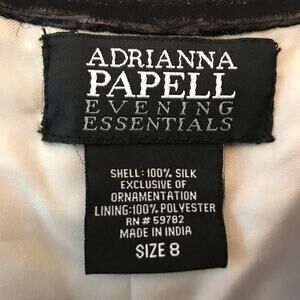 ADRIANNA
PAPELL
EVENING
ESSENTIALS
SHELL: 100% SILK
EXCLUSIVE OF
ORNAMENTATION
LINING:100% POLYESTER
RN# 59782
MADE IN INDIA
SIZE 8